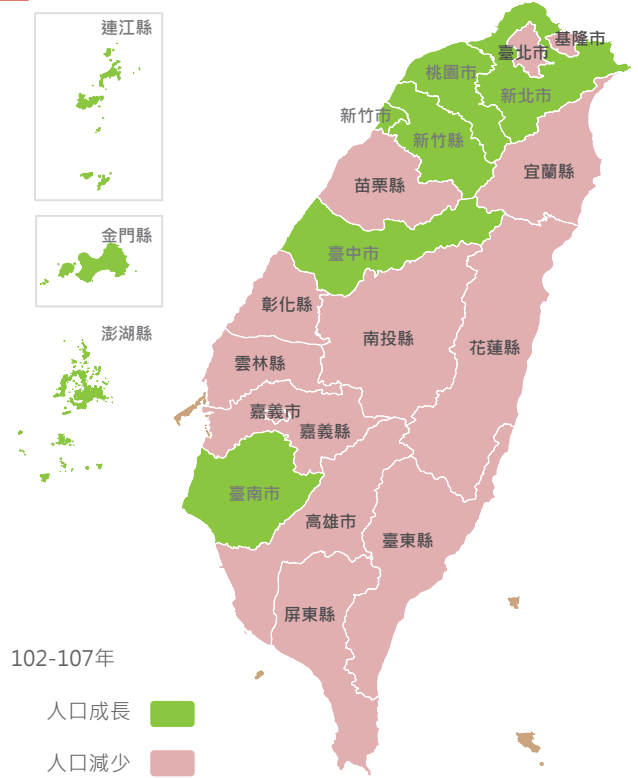 連江縣
基隆市
臺北市
桃園市
新北市
新竹市
新竹縣
宜蘭縣
苗栗縣
金門縣
臺中市
彰化縣
澎湖縣
南投縣
花蓮縣
雲林縣
嘉義市
嘉義縣
臺南市
高雄市
臺東縣
屏東縣
102-107年
人口成長
人口減少